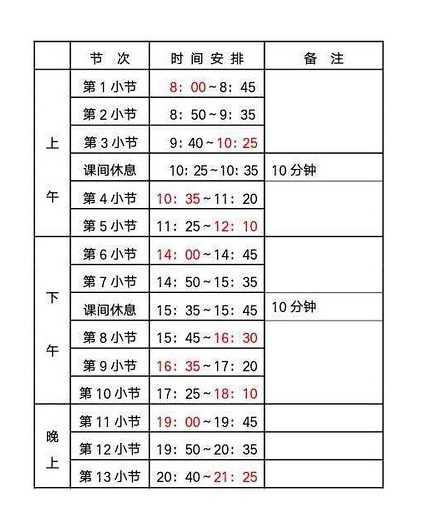 节 次 时 间 安 排 备 注
上午
第 1 小节 8：00～8：45
第 2 小节 8：50～9：35
第 3 小节 9：40～10：25
课间休息 10：25～10：35 10 分钟
第 4 小节 10：35～11：20
第 5 小节 11：25～12：10
下午
第 6 小节 14：00～14：45
第 7 小节 14：50～15：35
课间休息 15：35～15：45 10 分钟
第 8 小节 15：45～16：30
第 9 小节 16：35～17：20
第 10 小节 17：25～18：10
晚上
第 11 小节 19：00～19：45
第 12 小节 19：50～20：35
第 13 小节 20：40～21：25